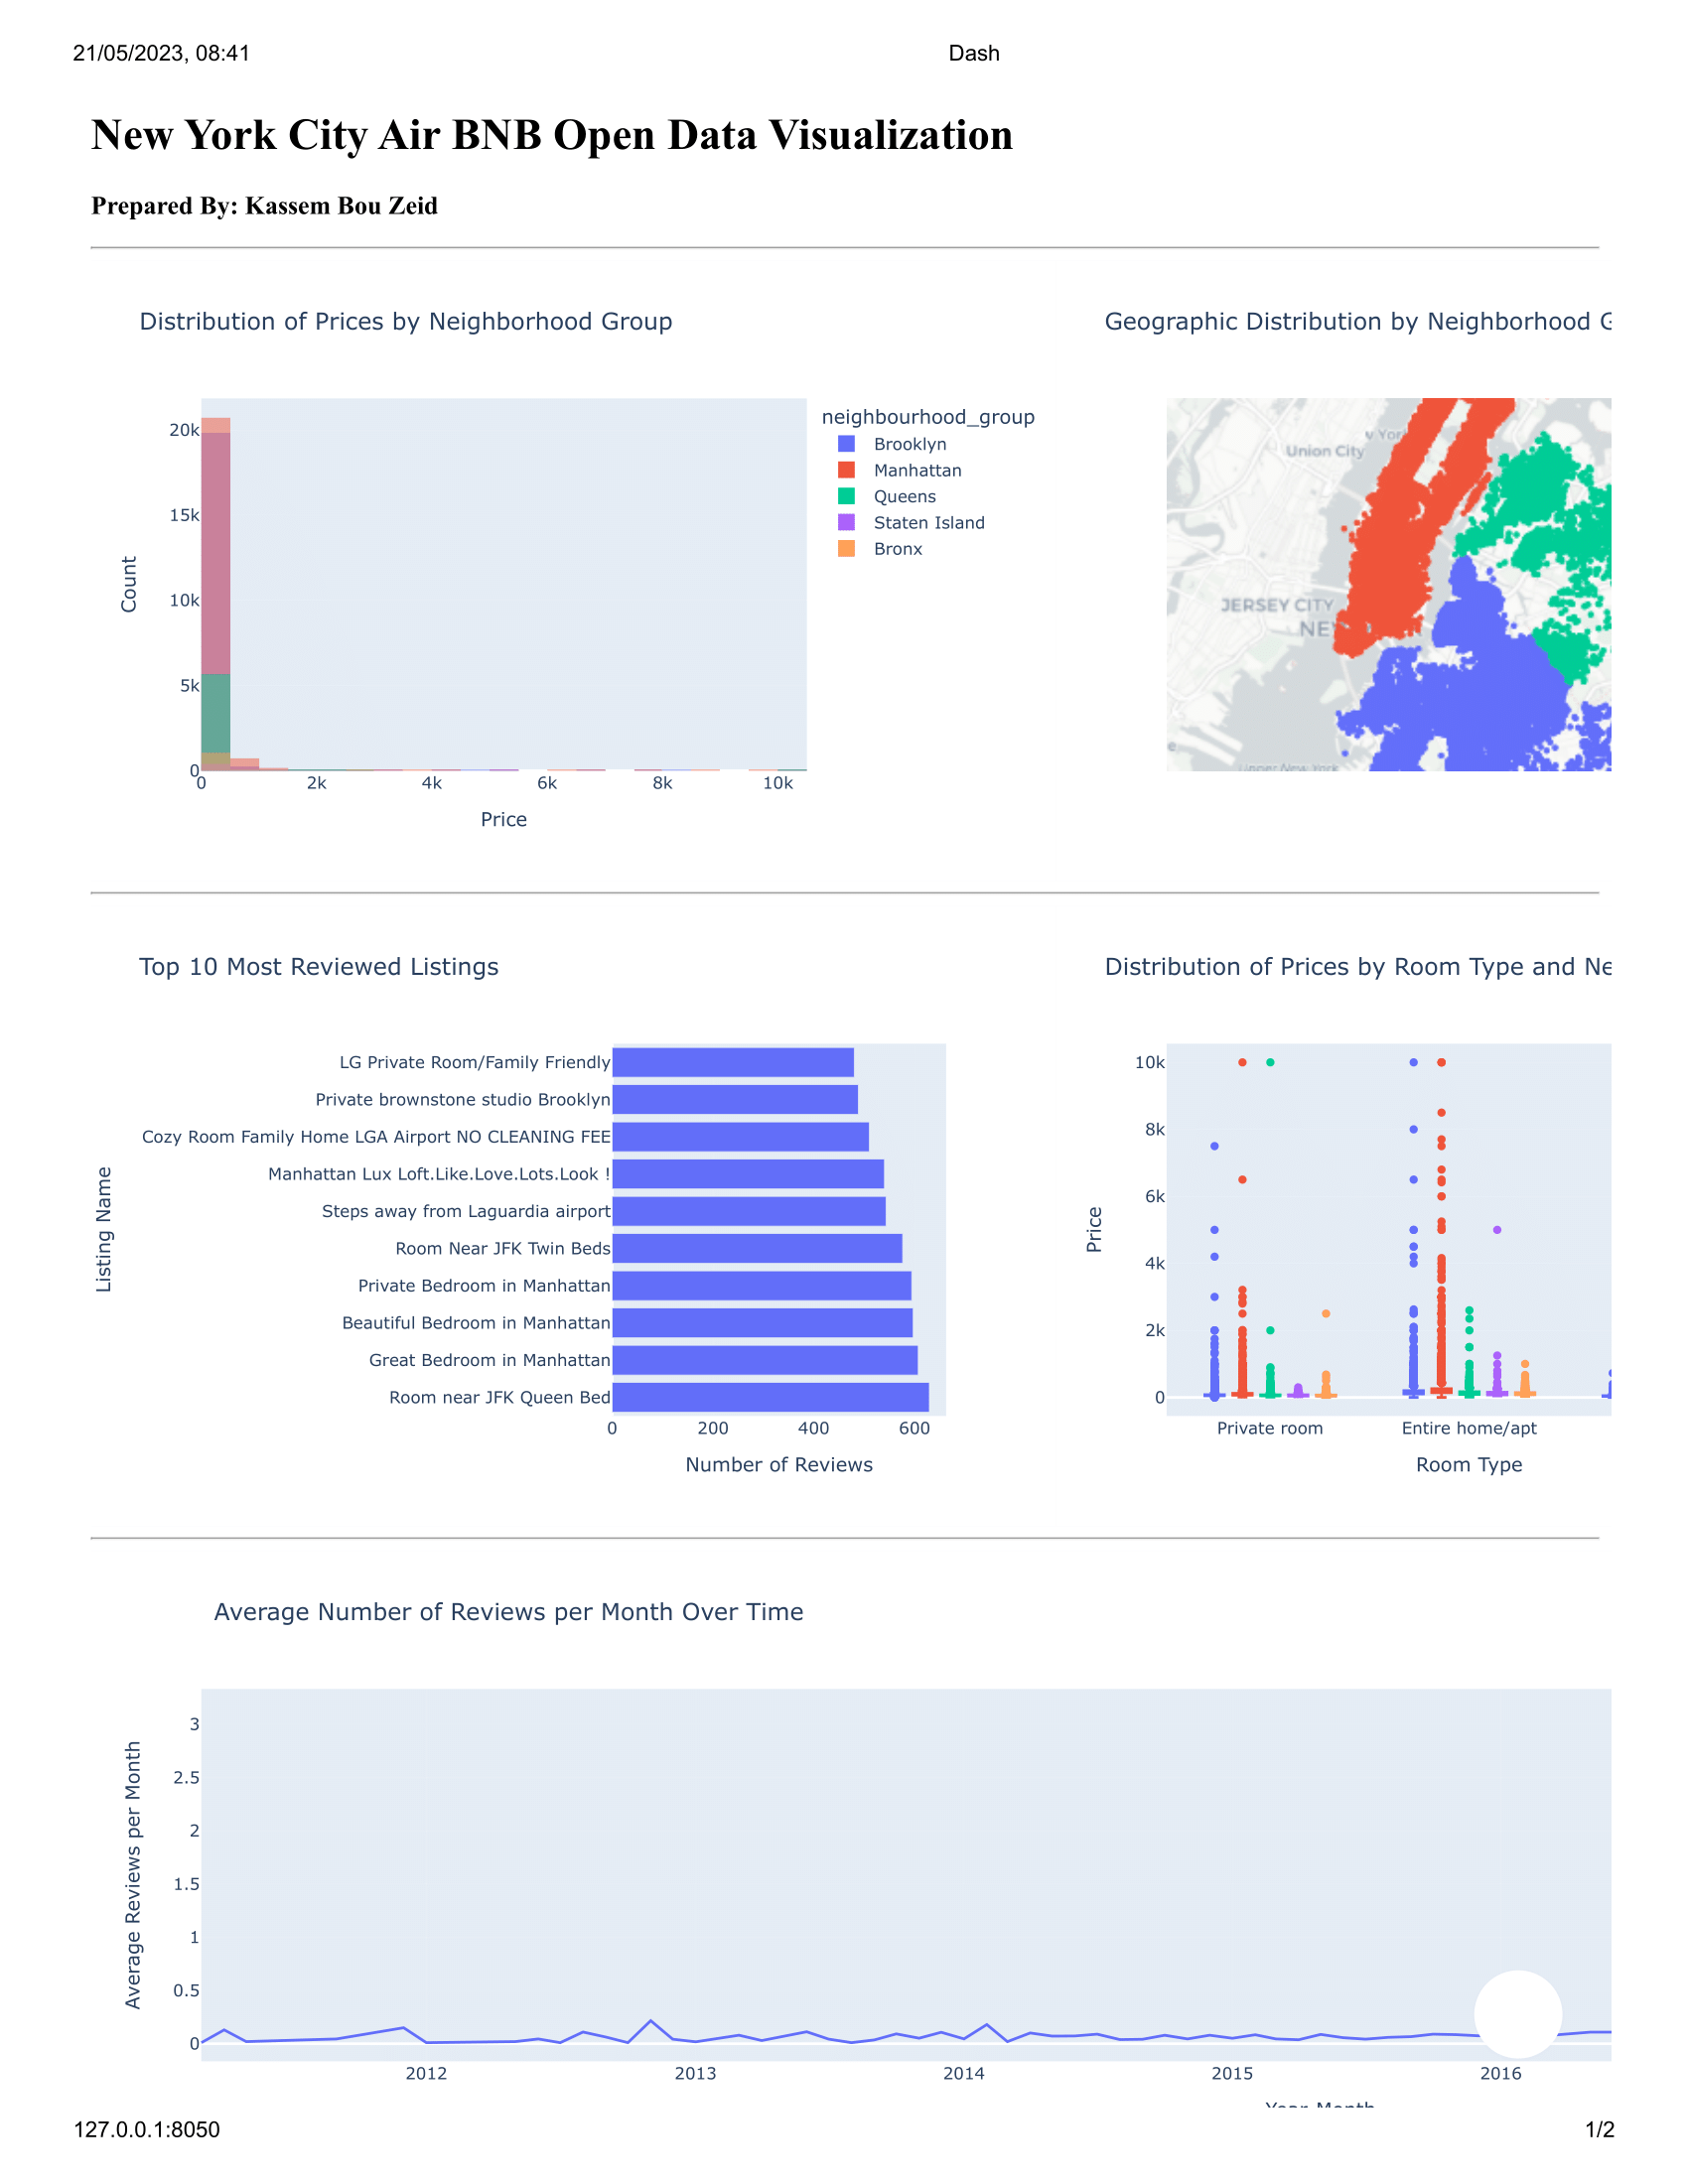 21/05/2023, 08:41
Dash
New York City Air BNB Open Data Visualization
Prepared By: Kassem Bou Zeid
Distribution of Prices by Neighborhood Group
20k
15k
10k
5k
0
Count
0 2k 4k 6k 8k 10k
Price
neighbourhood_group
Brooklyn
Manhattan
Queens
Staten Island
Bronx
Geographic Distribution by Neighborhood G
Union City
JERSEY CITY
NEW
Upper New York
Top 10 Most Reviewed Listings
LG Private Room/Family Friendly
Private brownstone studio Brooklyn
Cozy Room Family Home LGA Airport NO CLEANING FEE
Manhattan Lux Loft.Like.Love.Lots.Look !
Steps away from Laguardia airport
Room Near JFK Twin Beds
Private Bedroom in Manhattan
Beautiful Bedroom in Manhattan
Great Bedroom in Manhattan
Room near JFK Queen Bed
Listing Name
0 200 400 600
Number of Reviews
Distribution of Prices by Room Type and Ne
10k
8k
6k
4k
2k
0
Price
Private room Entire home/apt
Room Type
Average Number of Reviews per Month Over Time
3
2.5
2
1.5
1
0.5
0
Average Reviews per Month
2012 2013 2014 2015 2016
Year Month
127.0.0.1:8050
1/2